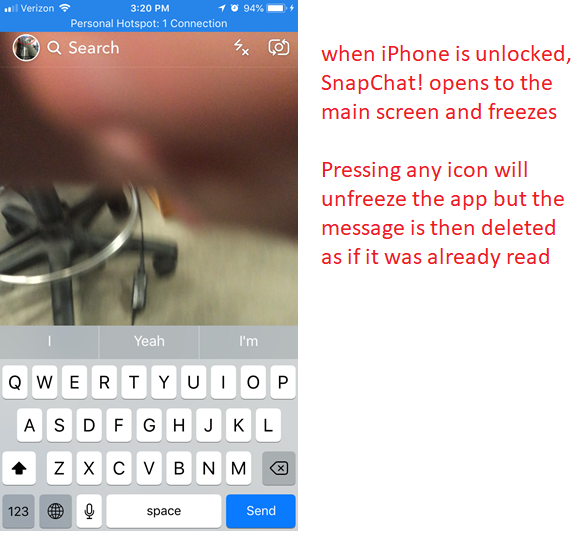 Verizon 3:20 PM 94%
Personal Hotspot: 1 Connection
Search
when iPhone is unlocked,
SnapChat! opens to the
main screen and freezes
Pressing any icon will
unfreeze the app but the
message is then deleted
as if it was already read
I Yeah I'm
Q W E R T Y U I O P
A S D F G H J K L
Z X C V B N M
123 space Send